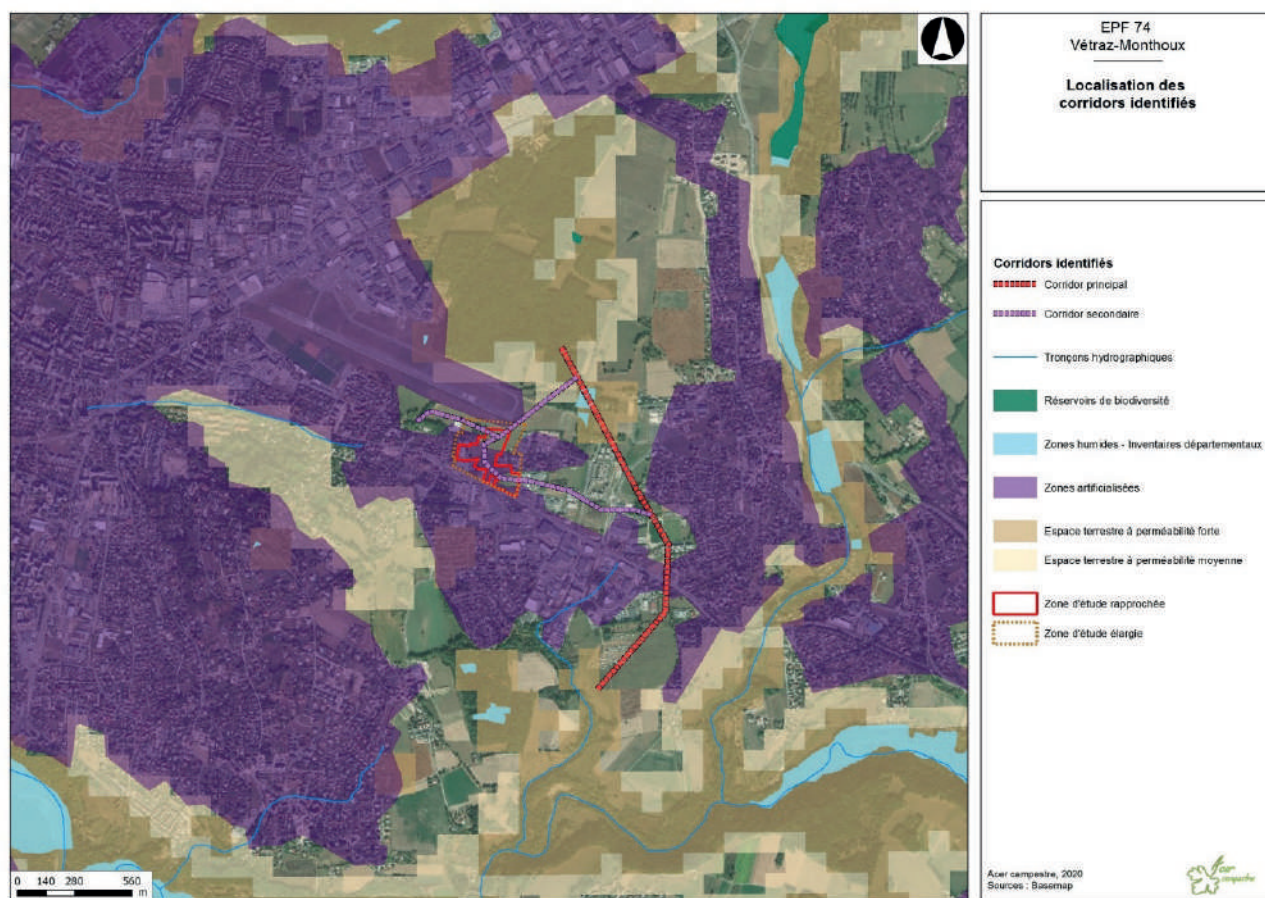 EPF 74
Vétraz-Monthoux
Localisation des
corridors identifiés
Corridors identifiés
Corridor principal
Corridor secondaire
Tronçons hydrographiques
Réservoirs de biodiversité
Zones humides - Inventaires départementaux
Zones artificialisées
Espace terrestre à perméabilité forte
Espace terrestre à perméabilité moyenne
Zone d'étude rapprochée
Zone d'étude élargie
0 140 280 560
m
Acer campestre, 2020
Sources : Basemap
Acer
campestre